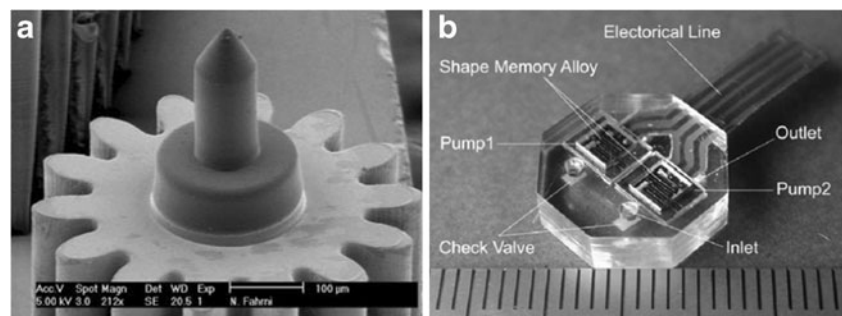 a
Acc.V Spot Magn Det WD Exp
5.00 kV 3.0 212x SE 20.5 1 N. Fahrni 100 µm
b
Electorical Line
Shape Memory Alloy
Pump1
Outlet
Pump2
Check Valve
Inlet